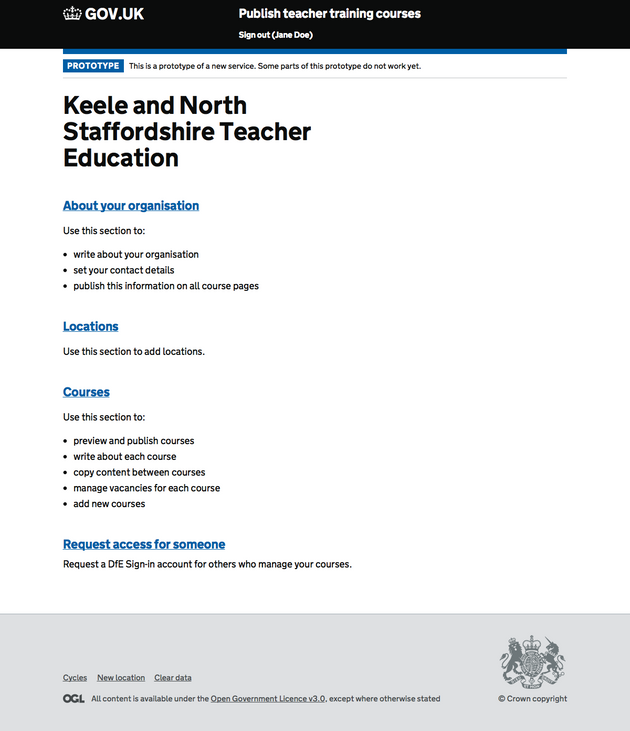 GOV.UK
Publish teacher training courses
Sign out (Jane Doe)
PROTOTYPE This is a prototype of a new service. Some parts of this prototype do not work yet.
Keele and North
Staffordshire Teacher
Education
About your organisation
Use this section to:
• write about your organisation
• set your contact details
• publish this information on all course pages
Locations
Use this section to add locations.
Courses
Use this section to:
• preview and publish courses
• write about each course
• copy content between courses
• manage vacancies for each course
• add new courses
Request access for someone
Request a DfE Sign-in account for others who manage your courses.
Cycles New location Clear data
OGL All content is available under the Open Government Licence v3.0, except where otherwise stated
© Crown copyright